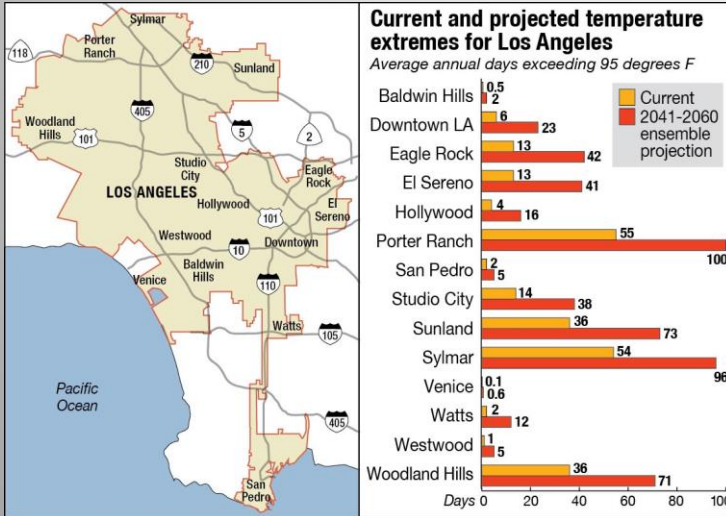 Sylmar
Porter
Ranch
118
210
Sunland
405
Woodland
Hills
5
2
101
Studio
City
Eagle
Rock
LOS ANGELES
Hollywood
El
Sereno
101
Westwood
10
Downtown
Baldwin
Hills
Venice
110
Watts
105
Pacific
Ocean
405
San
Pedro
Current and projected temperature
extremes for Los Angeles
Average annual days exceeding 95 degrees F
Current
2041-2060
ensemble
projection
Baldwin Hills 0.5
2
Downtown LA 6
23
Eagle Rock 13
42
El Sereno 13
41
Hollywood 4
16
Porter Ranch 55
100
San Pedro 2
5
Studio City 14
38
Sunland 36
73
Sylmar 54
96
Venice 0.1
0.6
Watts 2
12
Westwood 1
5
Woodland Hills 36
71
Days 0 20 40 60 80 100